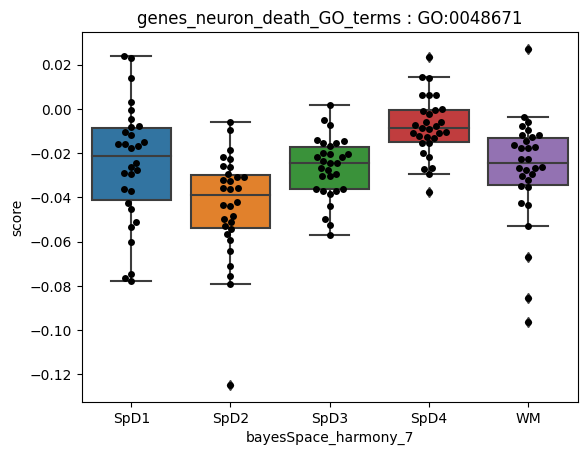 genes_neuron_death_GO_terms : GO:0048671
0.02
0.00
−0.02
−0.04
−0.06
−0.08
−0.10
−0.12
score
SpD1 SpD2 SpD3 SpD4 WM
bayesSpace_harmony_7